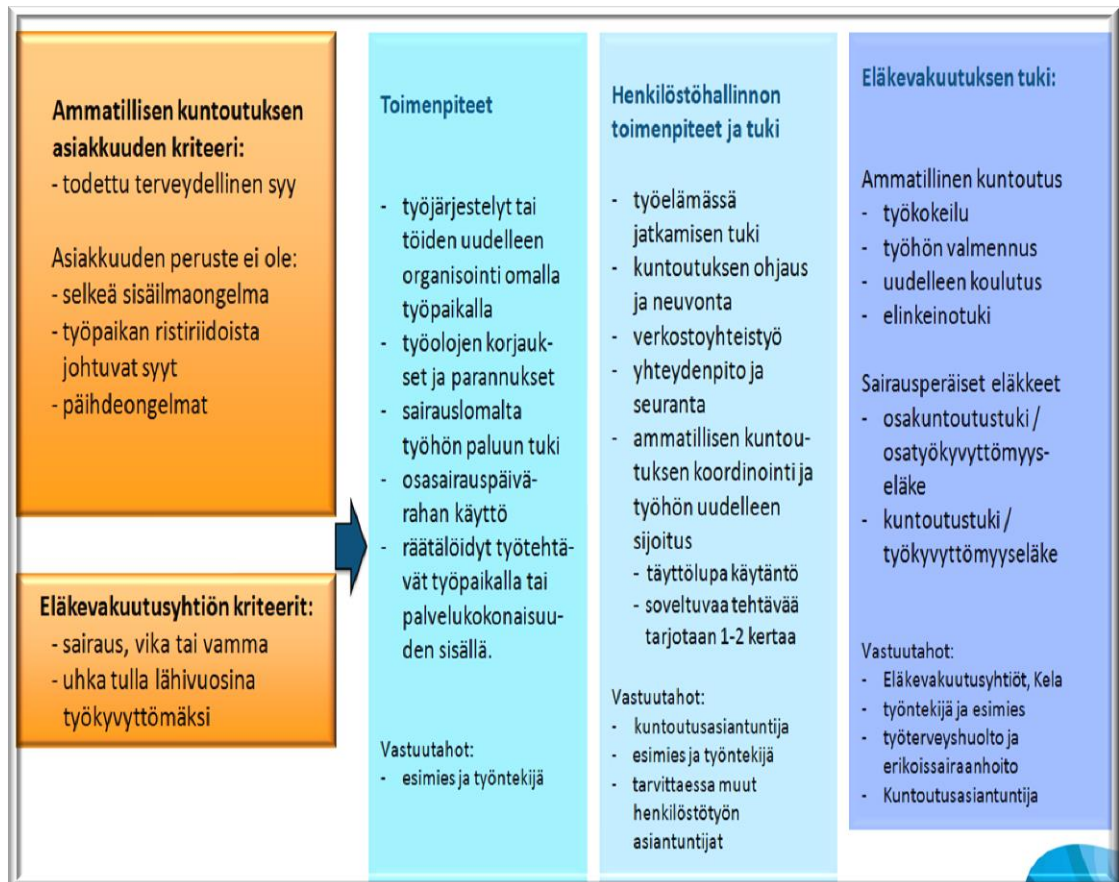 Ammatillisen kuntoutuksen
asiakkuuden kriteeri:
- todettu terveydellinen syy
Asiakkuuden peruste ei ole:
- selkeä sisäilmaongelma
- työpaikan ristiriidoista
johtuvat syyt
- päihdeongelmat
Eläkevakuutusyhtiön kriteerit:
- sairaus, vika tai vamma
- uhka tulla lähivuosina
työkyvyttömäksi
Toimenpiteet
- työjärjestelyt tai
töiden uudelleen
organisointi omalla
työpaikalla
- työolojen korjauk-
set ja parannukset
- sairauslomalta
työhön paluun tuki
- osasairauspäivä-
rahan käyttö
- räätälöidyt työtehtä-
vät työpaikalla tai
palvelukokonaisuu-
den sisällä.
Vastuutahot:
- esimies ja työntekijä
Henkilöstöhallinnon
toimenpiteet ja tuki
- työelämässä
jatkamisen tuki
- kuntoutuksen ohjaus
ja neuvonta
- verkostoyhteistyö
- yhteydenpito ja
seuranta
- ammatillisen kuntou-
tuksen koordinointi ja
työhön uudelleen
sijoitus
- täyttölupa käytäntö
- soveltuvaa tehtävää
tarjotaan 1-2 kertaa
Vastuutahot:
- kuntoutusasiantuntija
- esimies ja työntekijä
- tarvittaessa muut
henkilöstötyön
asiantuntijat
Eläkevakuutuksen tuki:
Ammatillinen kuntoutus
- työkokeilu
- työhön valmennus
- uudelleen koulutus
- elinkeinotuki
Sairausperäiset eläkkeet
- osakuntoutustuki /
osatyökyvyttömyys-
eläke
- kuntoutustuki /
työkyvyttömyyseläke
Vastuutahot:
- Eläkevakuutusyhtiöt, Kela
- työntekijä ja esimies
- työterveyshuolto ja
erikoissairaanhoito
- Kuntoutusasiantuntija